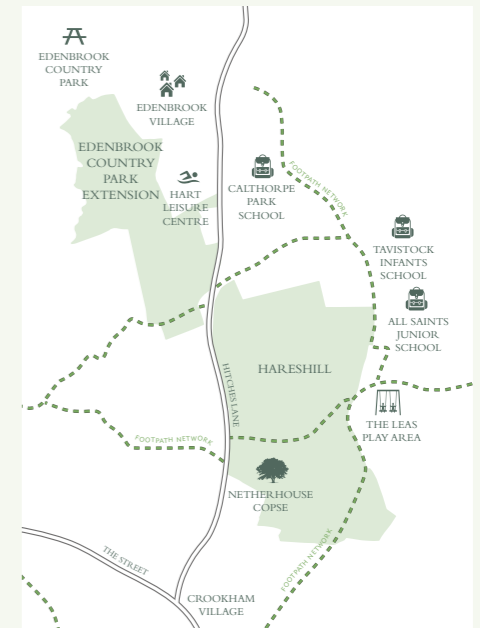 EDENBROOK
COUNTRY
PARK
EDENBROOK
VILLAGE
EDENBROOK
COUNTRY
PARK
EXTENSION
HART
LEISURE
CENTRE
CALTHORPE
PARK
SCHOOL
FOOTPATH NETWORK
TAVISTOCK
INFANTS
SCHOOL
ALL SAINTS
JUNIOR
SCHOOL
HARESHILL
HITCHES LANE
THE LEAS
PLAY AREA
FOOTPATH NETWORK
NETHERHOUSE
COPSE
FOOTPATH NETWORK
THE STREET
CROOKHAM
VILLAGE